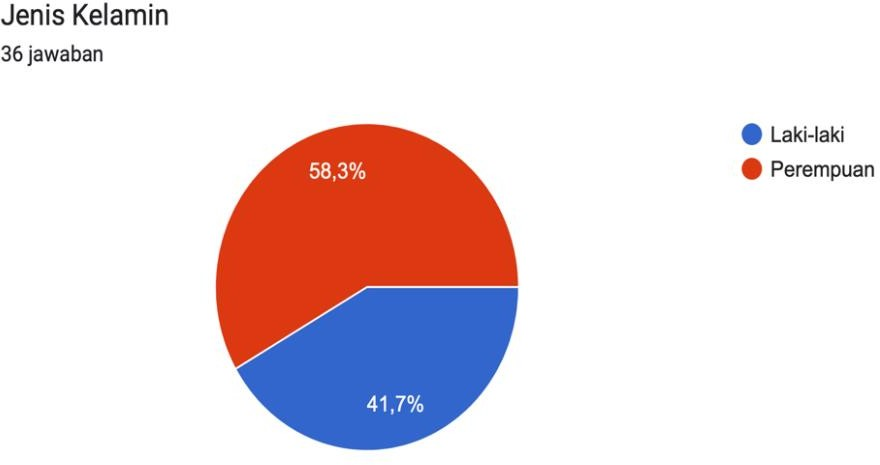 Jenis Kelamin
36 jawaban
Laki-laki
Perempuan
58,3%
41,7%